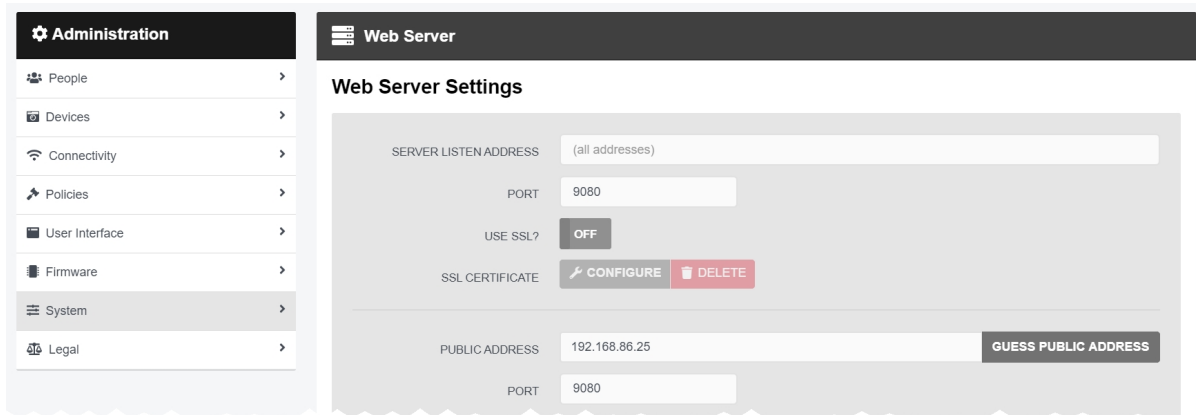 Administration
People
Devices
Connectivity
Policies
User Interface
Firmware
System
Legal
Web Server
Web Server Settings
SERVER LISTEN ADDRESS (all addresses)
PORT 9080
USE SSL? OFF
SSL CERTIFICATE CONFIGURE DELETE
PUBLIC ADDRESS 192.168.86.25 GUESS PUBLIC ADDRESS
PORT 9080